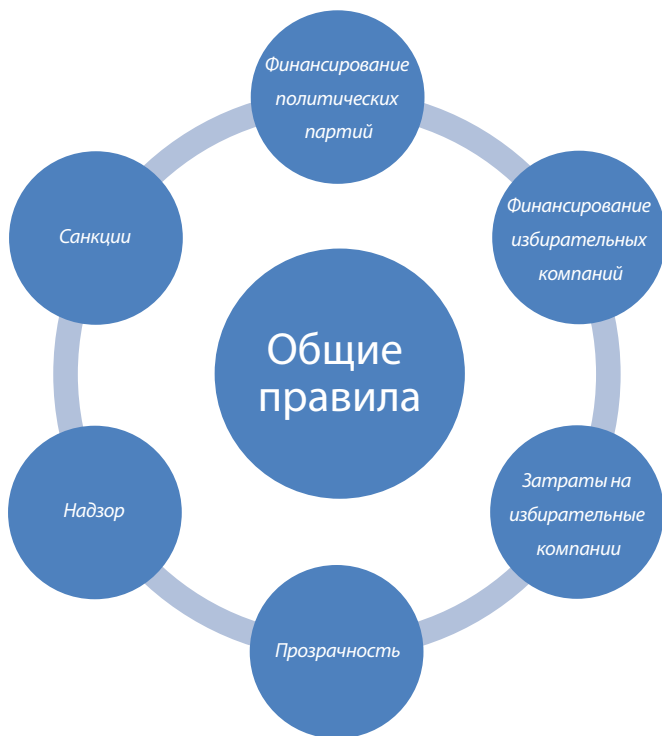 Финансирование
политических
партий
Финансирование
избирательных
компаний
Затраты на
избирательные
компании
Прозрачность
Надзор
Санкции
Общие
правила